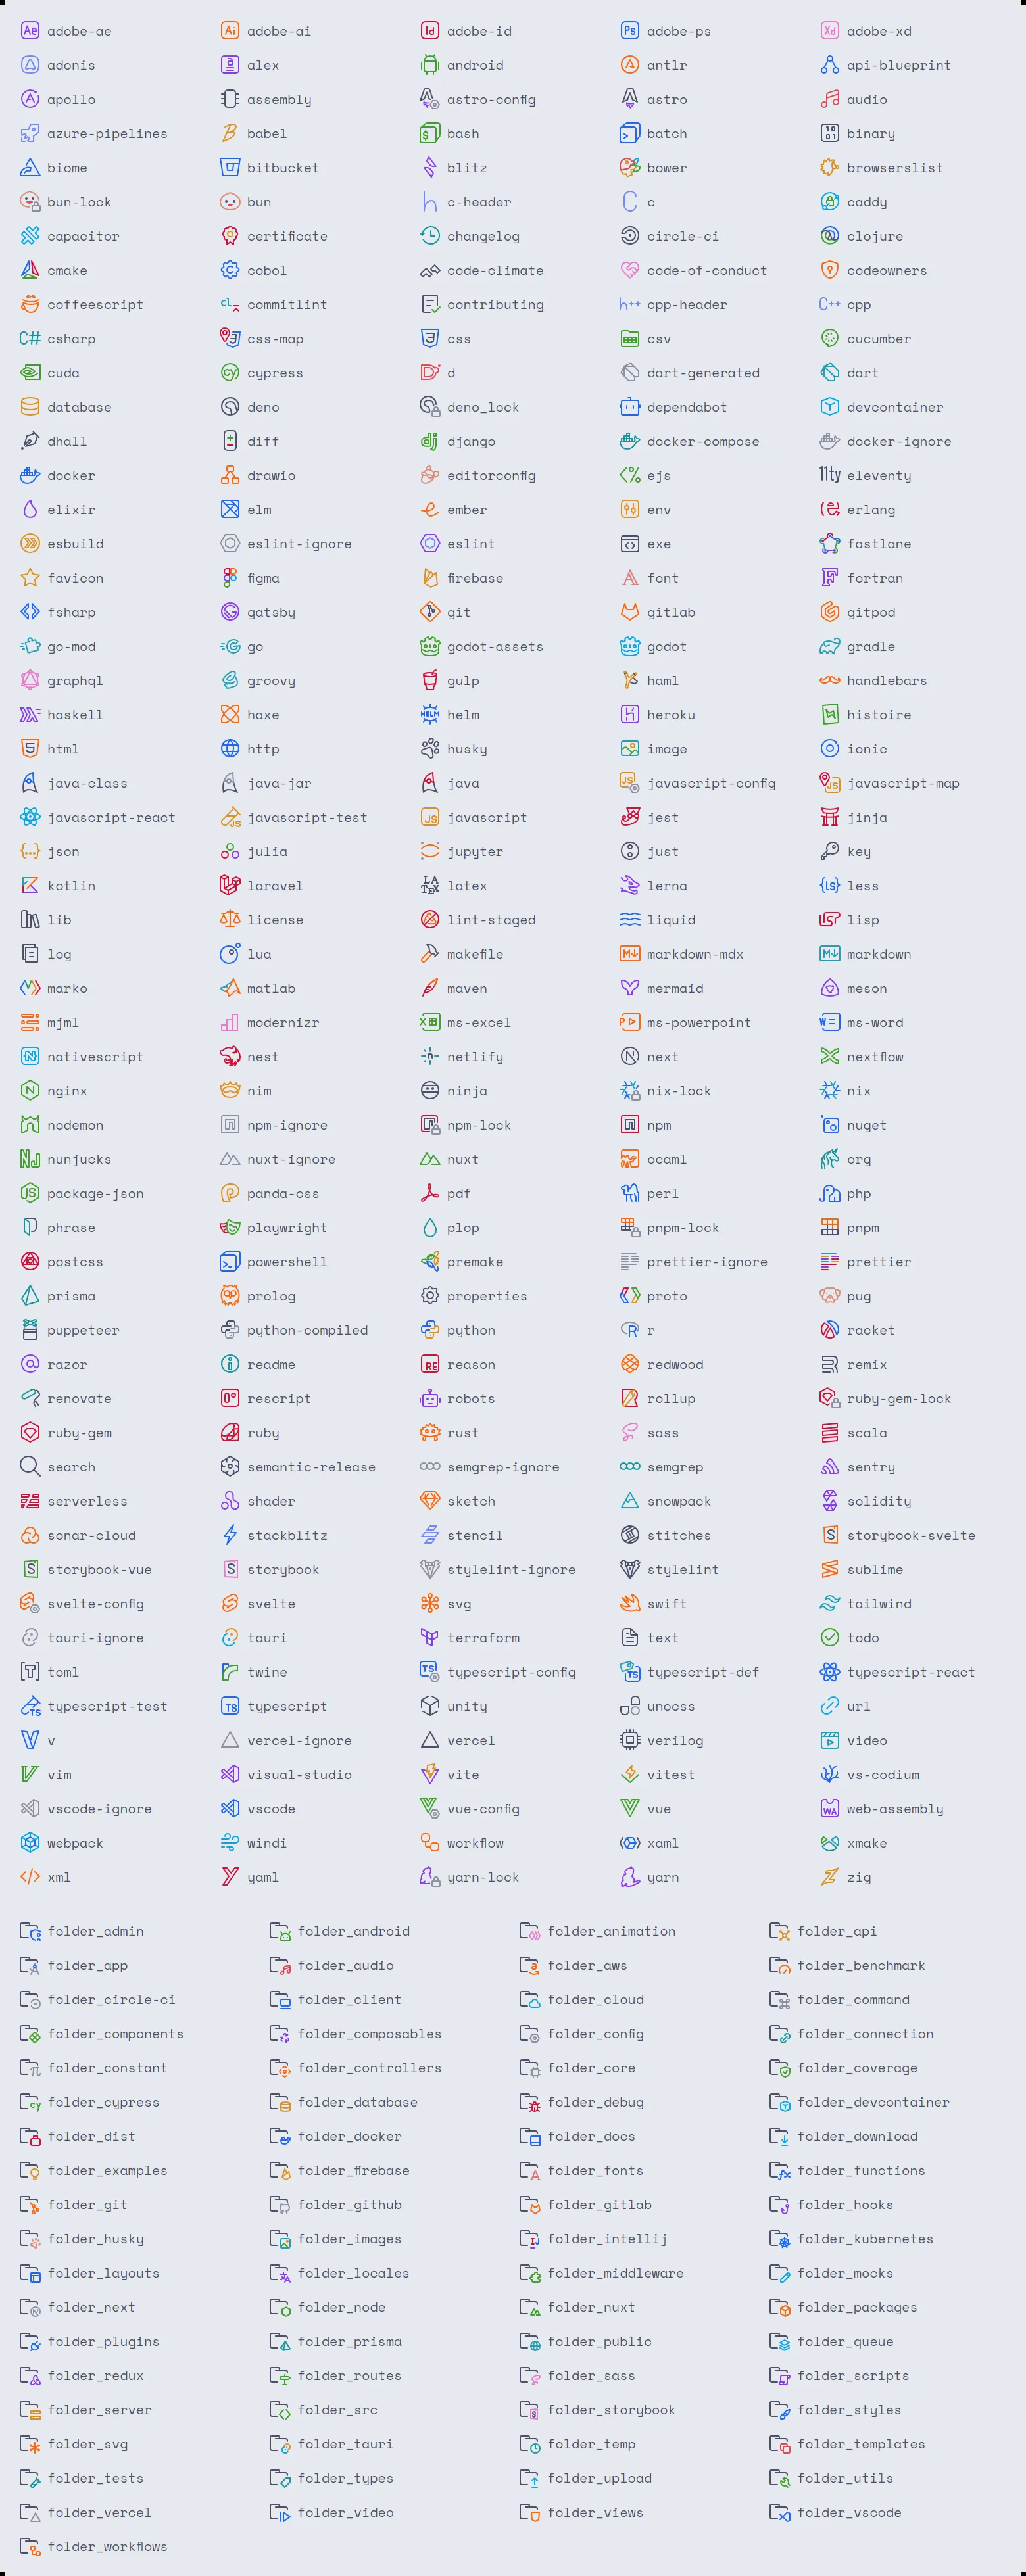 adobe-ae adobe-ai adobe-id adobe-ps adobe-xd
adonis alex android antlr api-blueprint
apollo assembly astro-config astro audio
azure-pipelines babel bash batch binary
biome bitbucket blitz bower browserslist
bun-lock bun c-header c caddy
capacitor certificate changelog circle-ci clojure
cmake cobol code-climate code-of-conduct codeowners
coffeescript commitlint contributing cpp-header cpp
csharp css-map css csv cucumber
cuda cypress d dart-generated dart
database deno deno_lock dependabot devcontainer
dhall diff django docker-compose docker-ignore
docker drawio editorconfig ejs eleventy
elixir elm ember env erlang
esbuild eslint-ignore eslint exe fastlane
favicon figma firebase font fortran
fsharp gatsby git gitlab gitpod
go-mod go godot-assets godot gradle
graphql groovy gulp haml handlebars
haskell haxe helm heroku histoire
html http husky image ionic
java-class java-jar java javascript-config javascript-map
javascript-react javascript-test javascript jest jinja
json julia jupyter just key
kotlin laravel latex lerna less
lib license lint-staged liquid lisp
log lua makefile markdown-mdx markdown
marko matlab maven mermaid meson
mjml modernizr ms-excel ms-powerpoint ms-word
nativescript nest netlify next nextflow
nginx nim ninja nix-lock nix
nodemon npm-ignore npm-lock npm nuget
nunjucks nuxt-ignore nuxt ocaml org
package-json panda-css pdf perl php
phrase playwright plop pnpm-lock pnpm
postcss powershell premake prettier-ignore prettier
prisma prolog properties proto pug
puppeteer python-compiled python r racket
razor readme reason redwood remix
renovate rescript robots rollup ruby-gem-lock
ruby-gem ruby rust sass scala
search semantic-release semgrep-ignore semgrep sentry
serverless shader sketch snowpack solidity
sonar-cloud stackblitz stencil stitches storybook-svelte
storybook-vue storybook stylelint-ignore stylelint sublime
svelte-config svelte svg swift tailwind
tauri-ignore tauri terraform text todo
toml twine typescript-config typescript-def typescript-react
typescript-test typescript unity unocss url
v vercel-ignore vercel verilog video
vim visual-studio vite vitest vs-codium
vscode-ignore vscode vue-config vue web-assembly
webpack windi workflow xaml xmake
xml yaml yarn-lock yarn zig
folder_admin folder_android folder_animation folder_api
folder_app folder_audio folder_aws folder_benchmark
folder_circle-ci folder_client folder_cloud folder_command
folder_components folder_composables folder_config folder_connection
folder_constant folder_controllers folder_core folder_coverage
folder_cypress folder_database folder_debug folder_devcontainer
folder_dist folder_docker folder_docs folder_download
folder_examples folder_firebase folder_fonts folder_functions
folder_git folder_github folder_gitlab folder_hooks
folder_husky folder_images folder_intellij folder_kubernetes
folder_layouts folder_locales folder_middleware folder_mocks
folder_next folder_node folder_nuxt folder_packages
folder_plugins folder_prisma folder_public folder_queue
folder_redux folder_routes folder_sass folder_scripts
folder_server folder_src folder_storybook folder_styles
folder_svg folder_tauri folder_temp folder_templates
folder_tests folder_types folder_upload folder_utils
folder_vercel folder_video folder_views folder_vscode
folder_workflows